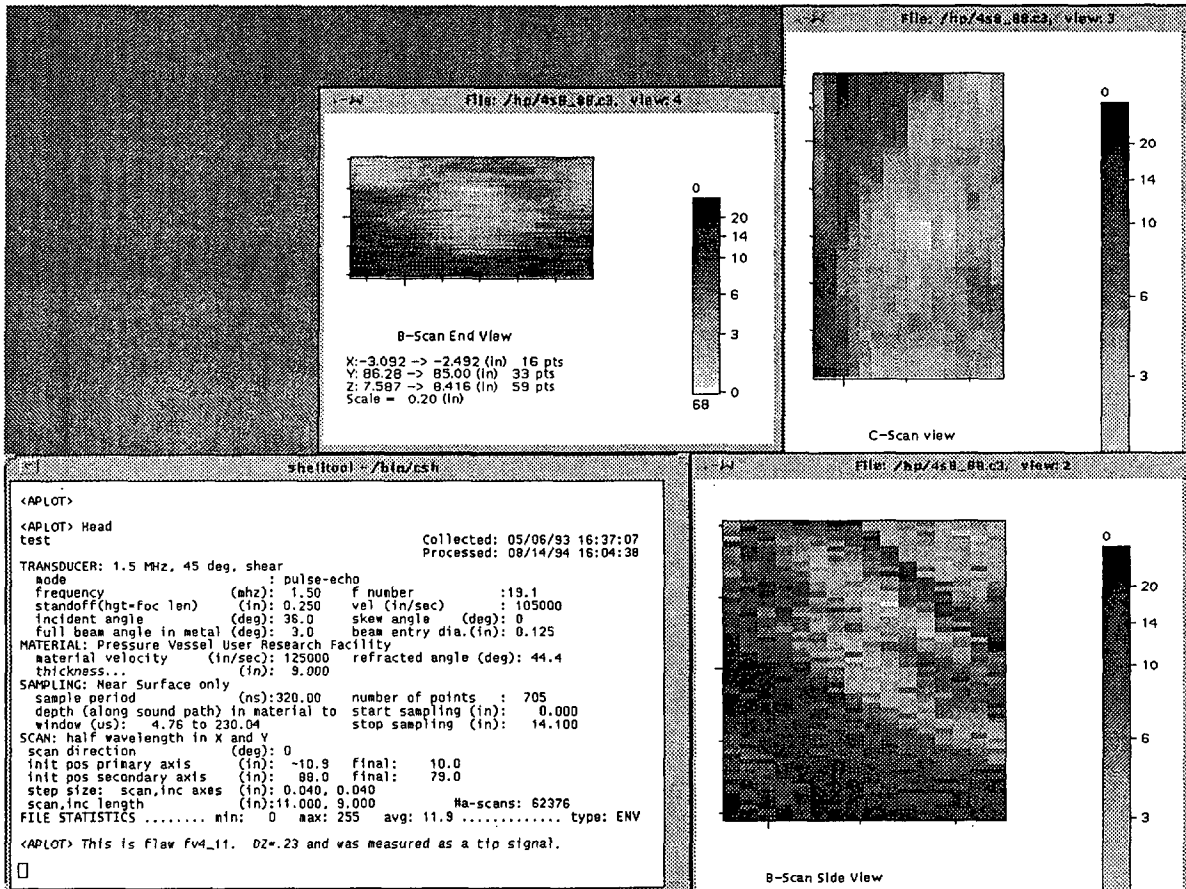 File: /hp/4s8_88.c3, view: 4
0
20
14
10
6
3
0
68
B-Scan End View
X:-3.092 -> -2.492 (in) 16 pts
Y: 86.28 -> 85.00 (in) 33 pts
Z: 7.587 -> 8.416 (in) 59 pts
Scale = 0.20 (in)
File: /hp/4s8_88.c3, view: 3
0
20
14
10
6
3
C-Scan view
shelltool - /bin/csh
<APLOT>
<APLOT> Head
test Collected: 05/06/93 16:37:07
Processed: 08/14/94 16:04:38
TRANSDUCER: 1.5 MHz, 45 deg, shear
mode : pulse-echo
frequency (mhz): 1.50 f number :19.1
standoff(hgt=foc len) (in): 0.250 vel (in/sec) : 105000
incident angle (deg): 36.0 skew angle (deg): 0
full beam angle in metal (deg): 3.0 beam entry dia.(in): 0.125
MATERIAL: Pressure Vessel User Research Facility
material velocity (in/sec): 125000 refracted angle (deg): 44.4
thickness... (in): 9.000
SAMPLING: Near Surface only
sample period (ns):320.00 number of points : 705
depth (along sound path) in material to start sampling (in): 0.000
window (us): 4.76 to 230.04 stop sampling (in): 14.100
SCAN: half wavelength in X and Y
scan direction (deg): 0
init pos primary axis (in): -10.9 final: 10.0
init pos secondary axis (in): 88.0 final: 79.0
step size: scan,inc axes (in): 0.040, 0.040
scan,inc length (in):11.000, 9.000 #a-scans: 62376
FILE STATISTICS ........ min: 0 max: 255 avg: 11.9 ............. type: ENV
<APLOT> This is flaw fv4_11. DZ=.23 and was measured as a tip signal.
File: /hp/4s8_88.c3, view: 2
0
20
14
10
6
3
B-Scan Side View